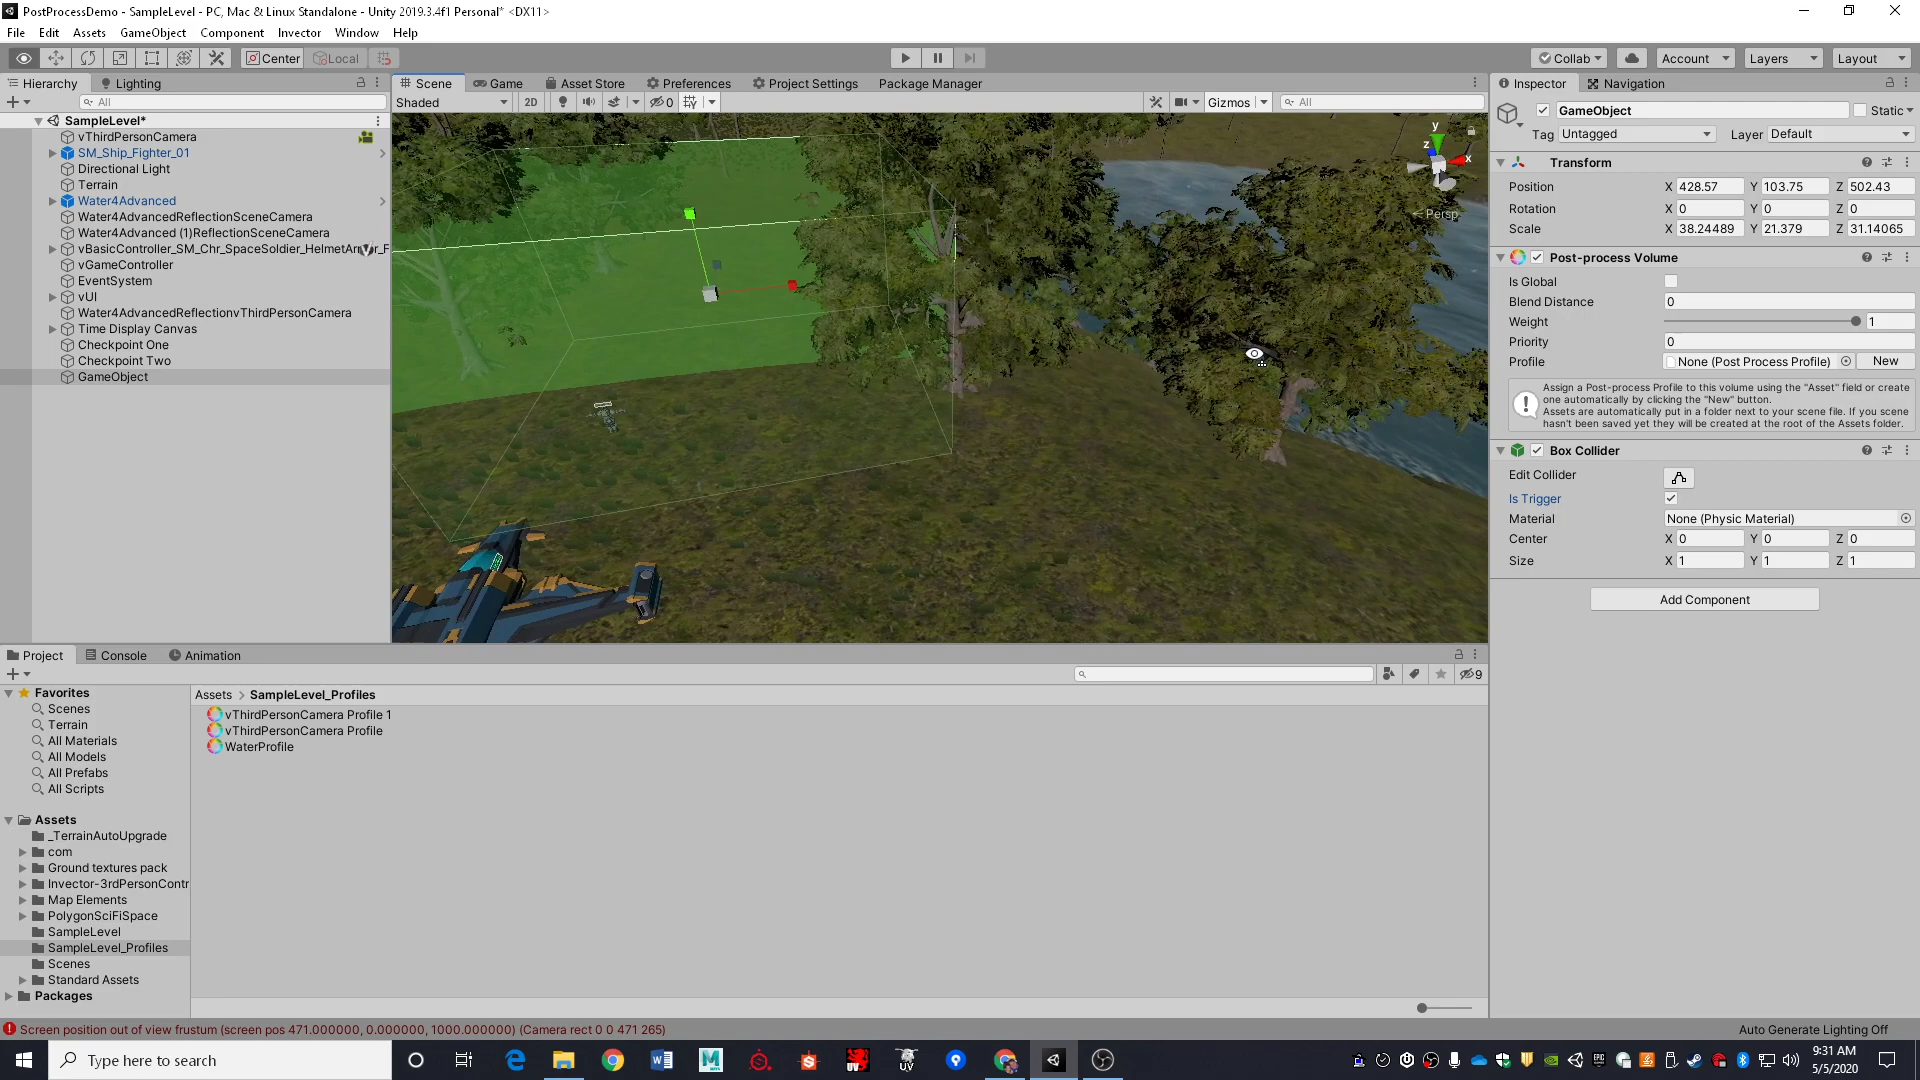 PostProcessDemo - SampleLevel - PC, Mac & Linux Standalone - Unity 2019.3.4f1 Personal* <DX11>
File Edit Assets GameObject Component Invector Window Help
Center Local Collab Account Layers Layout
Hierarchy Lighting Scene Game Asset Store Preferences Project Settings Package Manager Inspector Navigation
All Shaded 2D 0 Gizmos All
GameObject Static
Tag Untagged Layer Default
SampleLevel*
vThirdPersonCamera
SM_Ship_Fighter_01
Directional Light
Terrain
Water4Advanced
Water4AdvancedReflectionSceneCamera
Water4Advanced (1)ReflectionSceneCamera
vBasicController_SM_Chr_SpaceSoldier_HelmetArmor_F
vGameController
EventSystem
vUI
Water4AdvancedReflectionvThirdPersonCamera
Time Display Canvas
Checkpoint One
Checkpoint Two
GameObject
y
z
x
Persp
Transform
Position X 428.57 Y 103.75 Z 502.43
Rotation X 0 Y 0 Z 0
Scale X 38.24489 Y 21.379 Z 31.14065
Post-process Volume
Is Global
Blend Distance 0
Weight 1
Priority 0
Profile None (Post Process Profile) New
Assign a Post-process Profile to this volume using the "Asset" field or create
one automatically by clicking the "New" button.
Assets are automatically put in a folder next to your scene file. If you scene
hasn't been saved yet they will be created at the root of the Assets folder.
Box Collider
Edit Collider
Is Trigger
Material None (Physic Material)
Center X 0 Y 0 Z 0
Size X 1 Y 1 Z 1
Add Component
Project Console Animation
9
Favorites
Scenes
Terrain
All Materials
All Models
All Prefabs
All Scripts
Assets
_TerrainAutoUpgrade
com
Ground textures pack
Invector-3rdPersonContr
Map Elements
PolygonSciFiSpace
SampleLevel
SampleLevel_Profiles
Scenes
Standard Assets
Packages
Assets > SampleLevel_Profiles
vThirdPersonCamera Profile 1
vThirdPersonCamera Profile
WaterProfile
Screen position out of view frustum (screen pos 471.000000, 0.000000, 1000.000000) (Camera rect 0 0 471 265)
Auto Generate Lighting Off
Type here to search
9:31 AM
5/5/2020